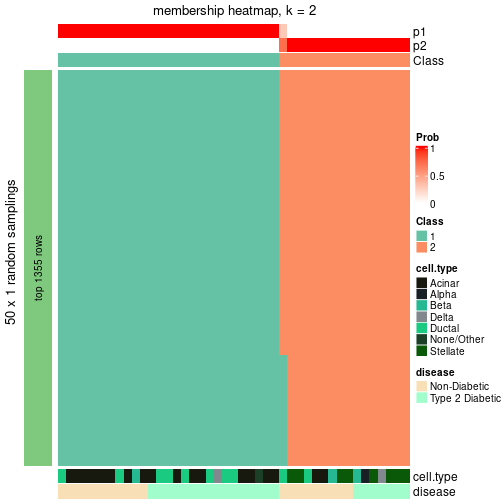 membership heatmap, k = 2
p1
p2
Class
50 x 1 random samplings
top 1355 rows
Prob
1
0.5
0
Class
1
2
cell.type
Acinar
Alpha
Beta
Delta
Ductal
None/Other
Stellate
disease
Non-Diabetic
Type 2 Diabetic
cell.type
disease